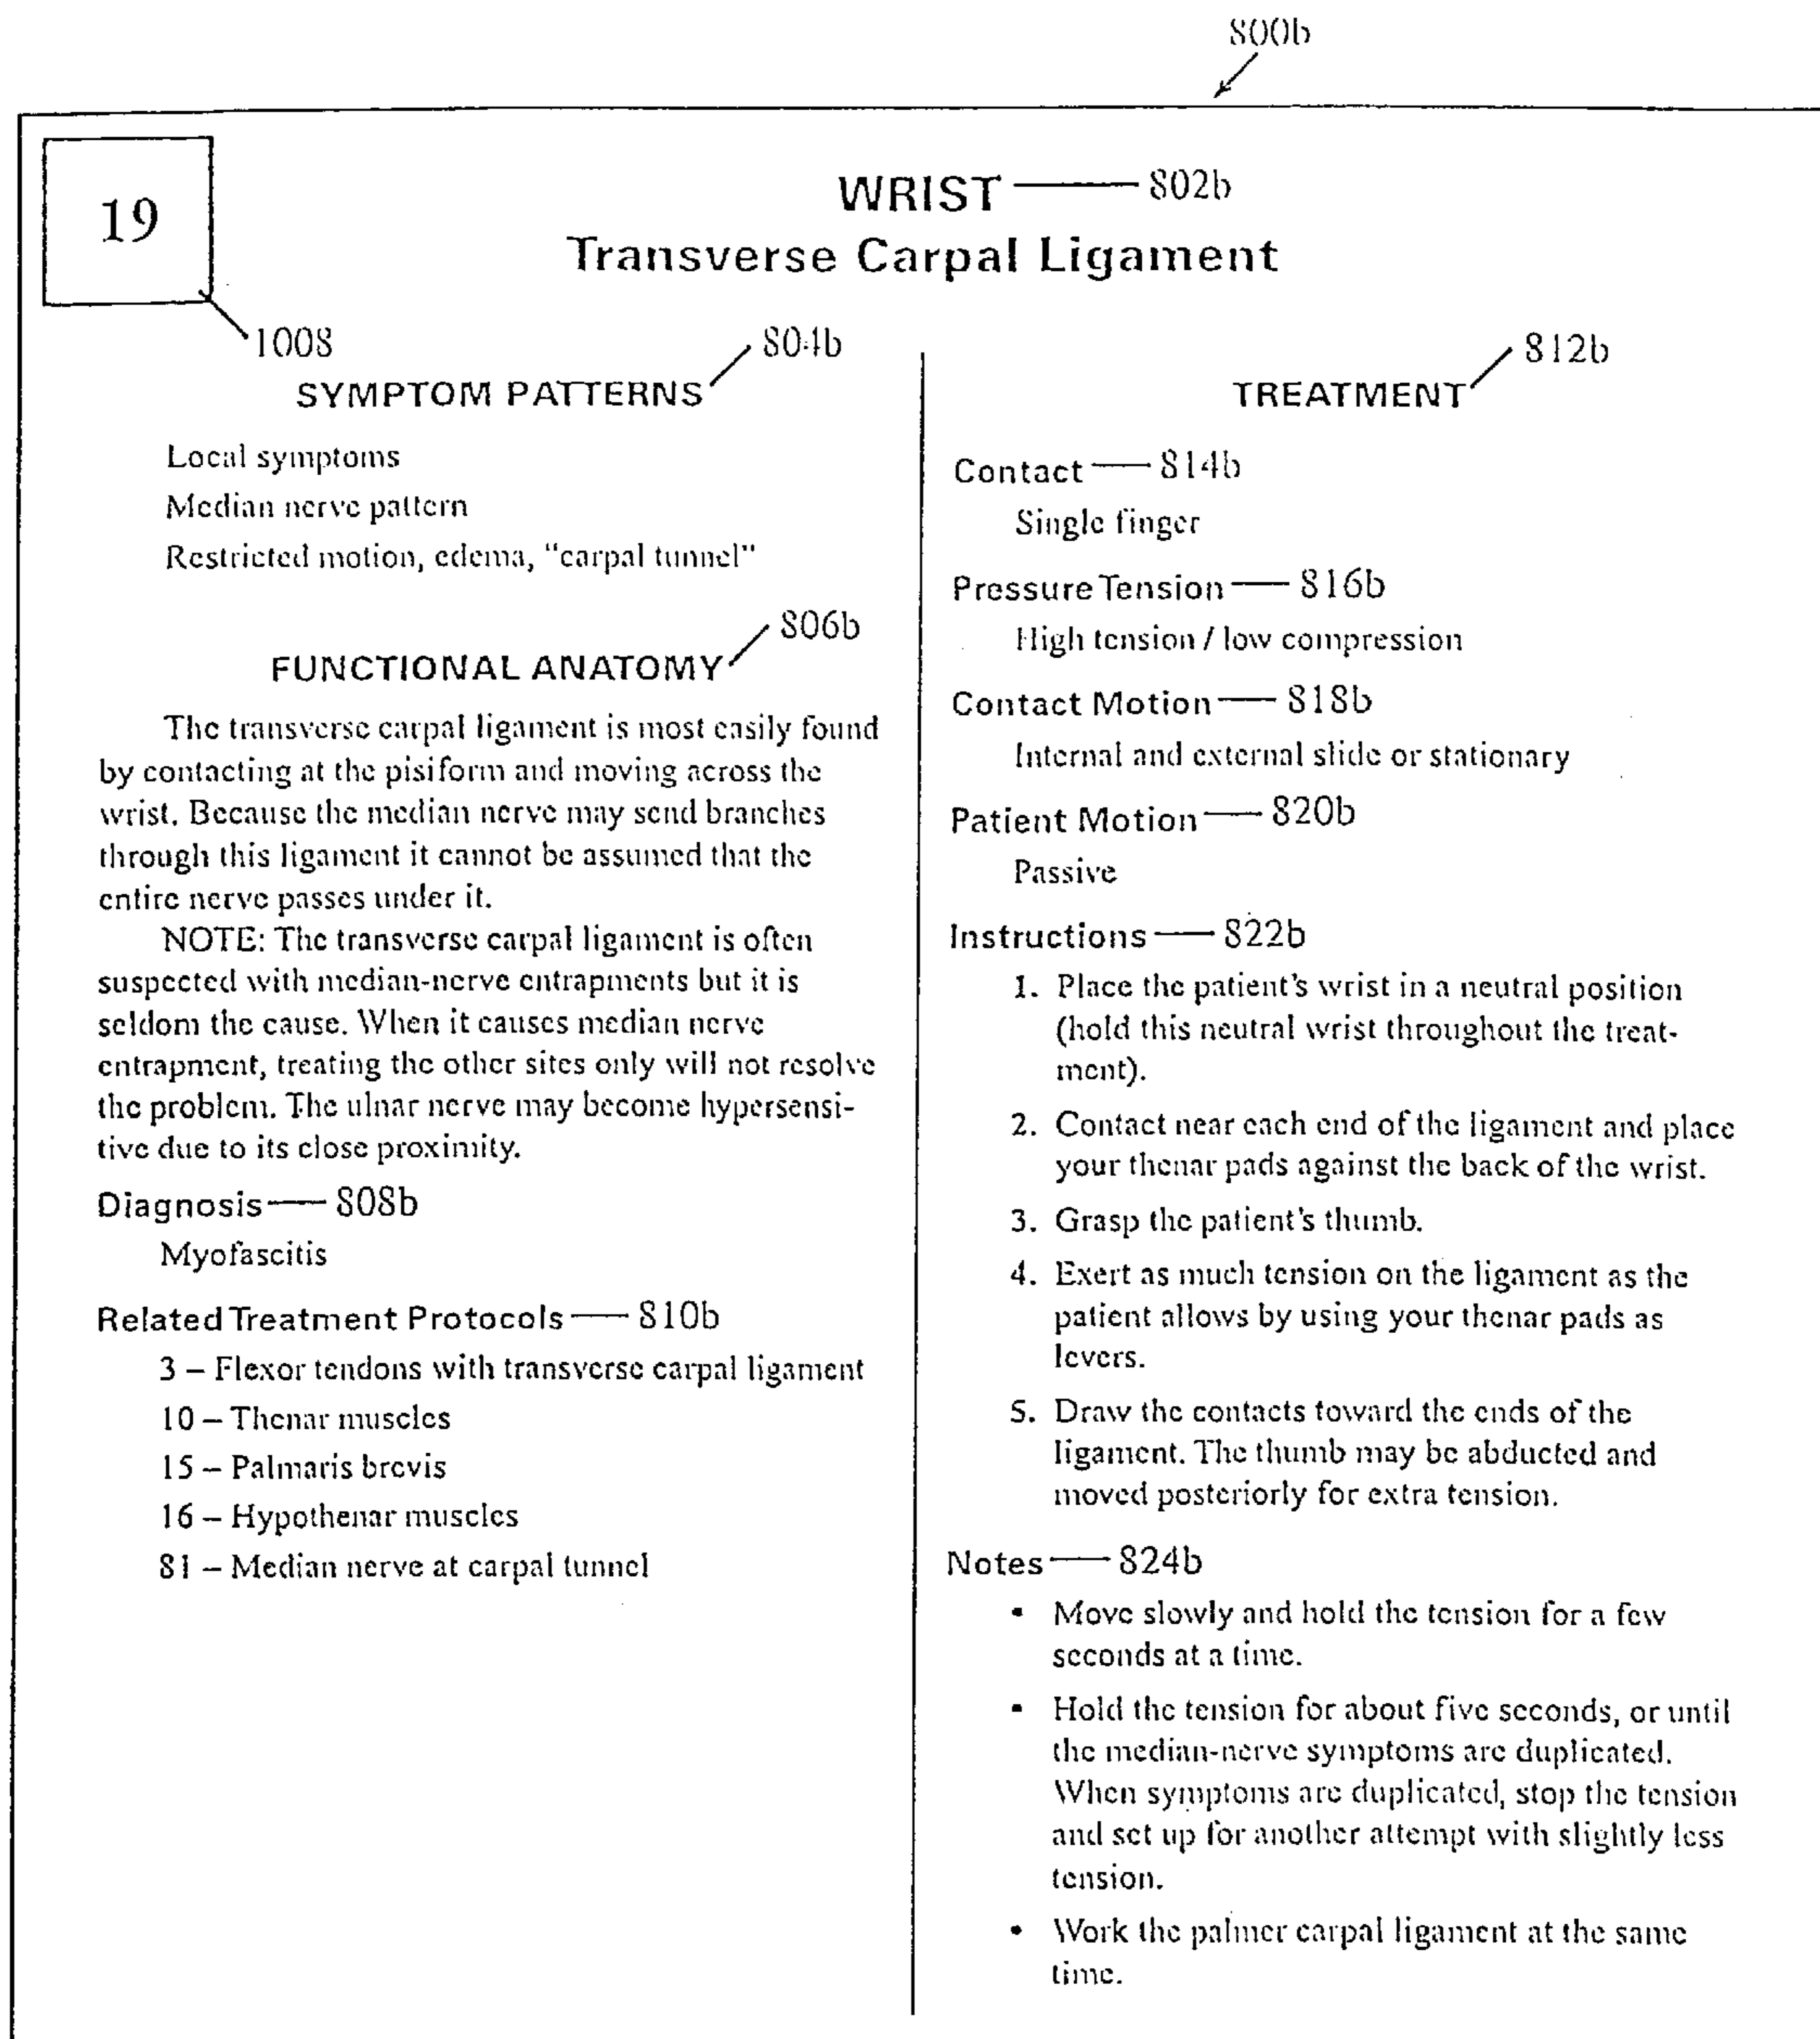 800b
19
WRIST — 802b
Transverse Carpal Ligament
1008
804b
SYMPTOM PATTERNS
Local symptoms
Median nerve pattern
Restricted motion, edema, “carpal tunnel”
806b
FUNCTIONAL ANATOMY
The transverse carpal ligament is most easily found
by contacting at the pisiform and moving across the
wrist. Because the median nerve may send branches
through this ligament it cannot be assumed that the
entire nerve passes under it.
NOTE: The transverse carpal ligament is often
suspected with median-nerve entrapments but it is
seldom the cause. When it causes median nerve
entrapment, treating the other sites only will not resolve
the problem. The ulnar nerve may become hypersensi-
tive due to its close proximity.
Diagnosis — 808b
Myofascitis
Related Treatment Protocols — 810b
3 – Flexor tendons with transverse carpal ligament
10 – Thenar muscles
15 – Palmaris brevis
16 – Hypothenar muscles
81 – Median nerve at carpal tunnel
812b
TREATMENT
Contact — 814b
Single finger
Pressure Tension — 816b
High tension / low compression
Contact Motion — 818b
Internal and external slide or stationary
Patient Motion — 820b
Passive
Instructions — 822b
1. Place the patient’s wrist in a neutral position
(hold this neutral wrist throughout the treat-
ment).
2. Contact near each end of the ligament and place
your thenar pads against the back of the wrist.
3. Grasp the patient’s thumb.
4. Exert as much tension on the ligament as the
patient allows by using your thenar pads as
levers.
5. Draw the contacts toward the ends of the
ligament. The thumb may be abducted and
moved posteriorly for extra tension.
Notes — 824b
• Move slowly and hold the tension for a few
seconds at a time.
• Hold the tension for about five seconds, or until
the median-nerve symptoms are duplicated.
When symptoms are duplicated, stop the tension
and set up for another attempt with slightly less
tension.
• Work the palmer carpal ligament at the same
time.